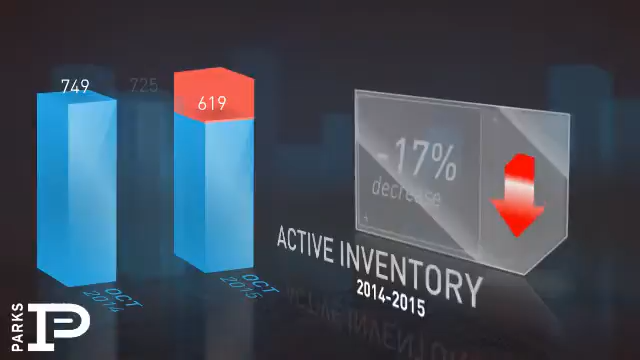 749
725
619
-17%
decrease
ACTIVE INVENTORY
2014-2015
OCT
2014
OCT
2015
PARKS